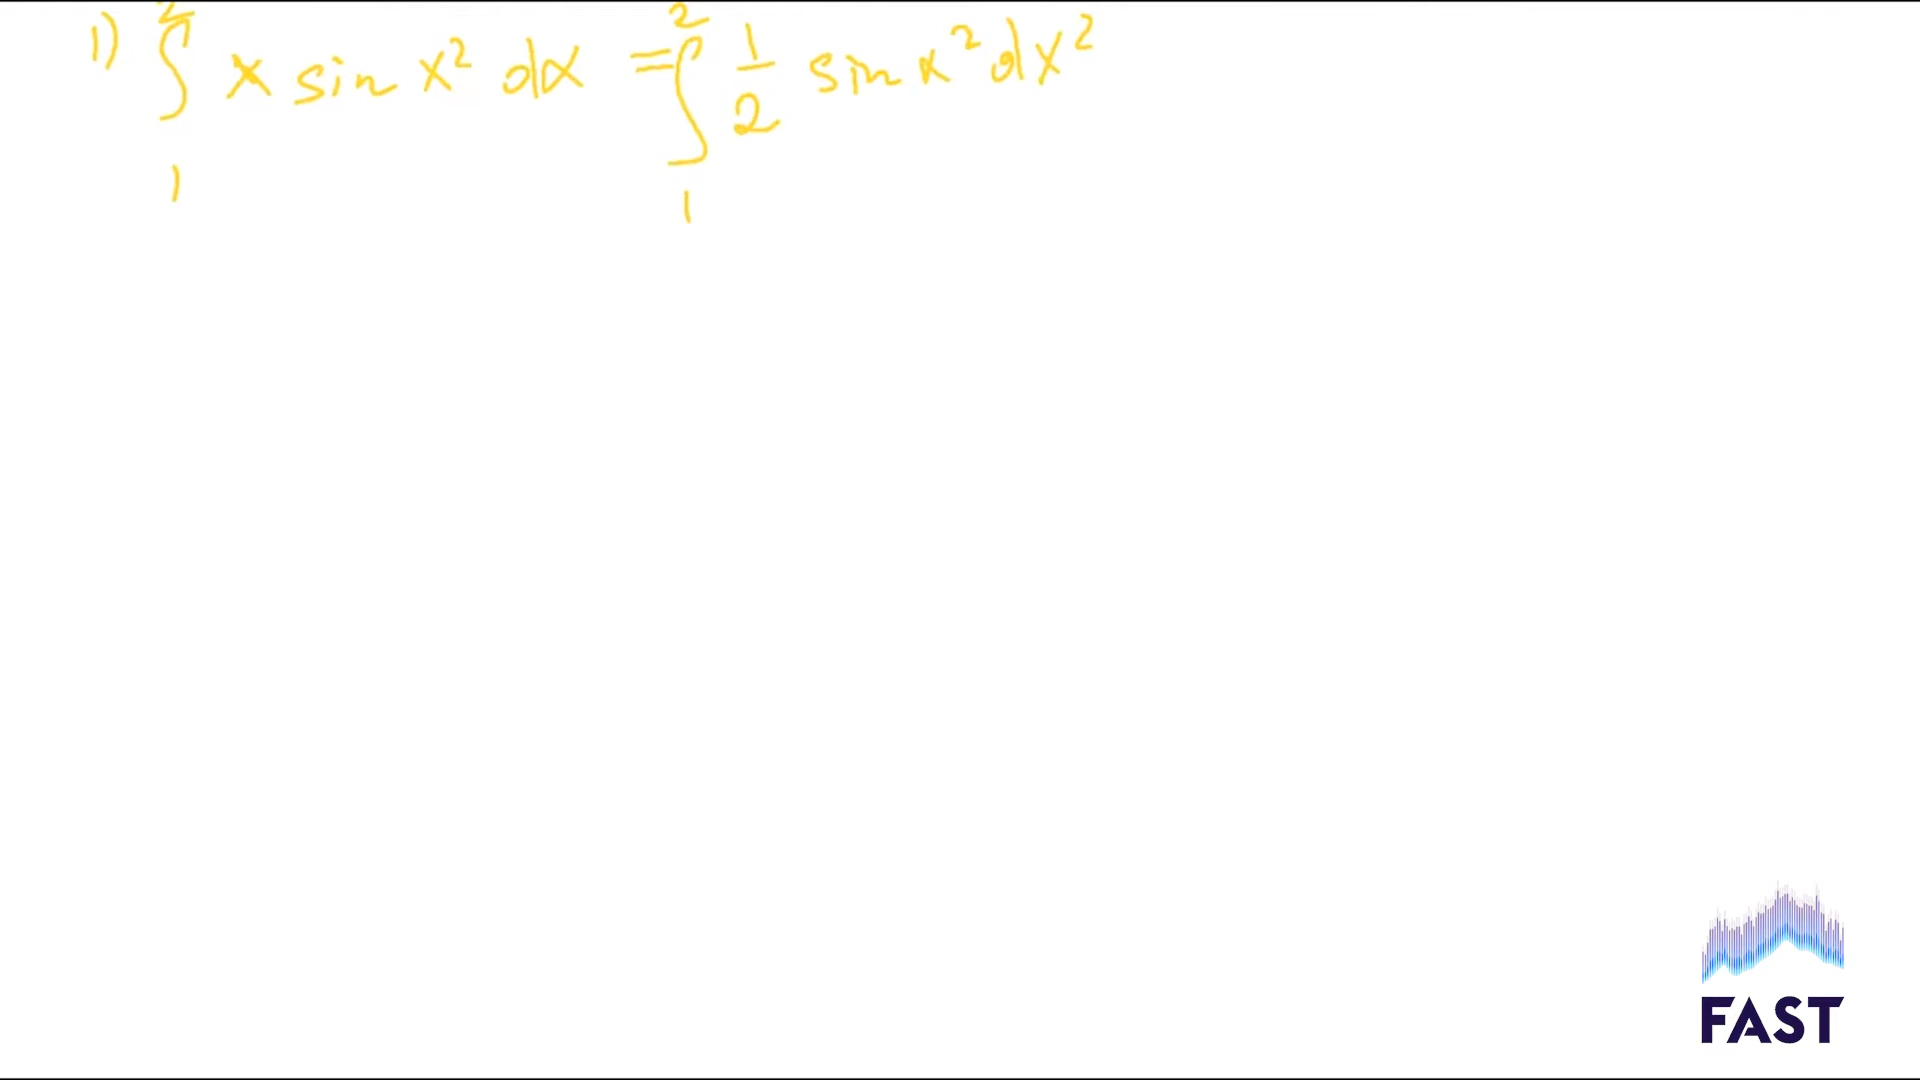 1) ∫₁² x sin x² dx = ∫₁² 1/2 sin x² dx²
FAST